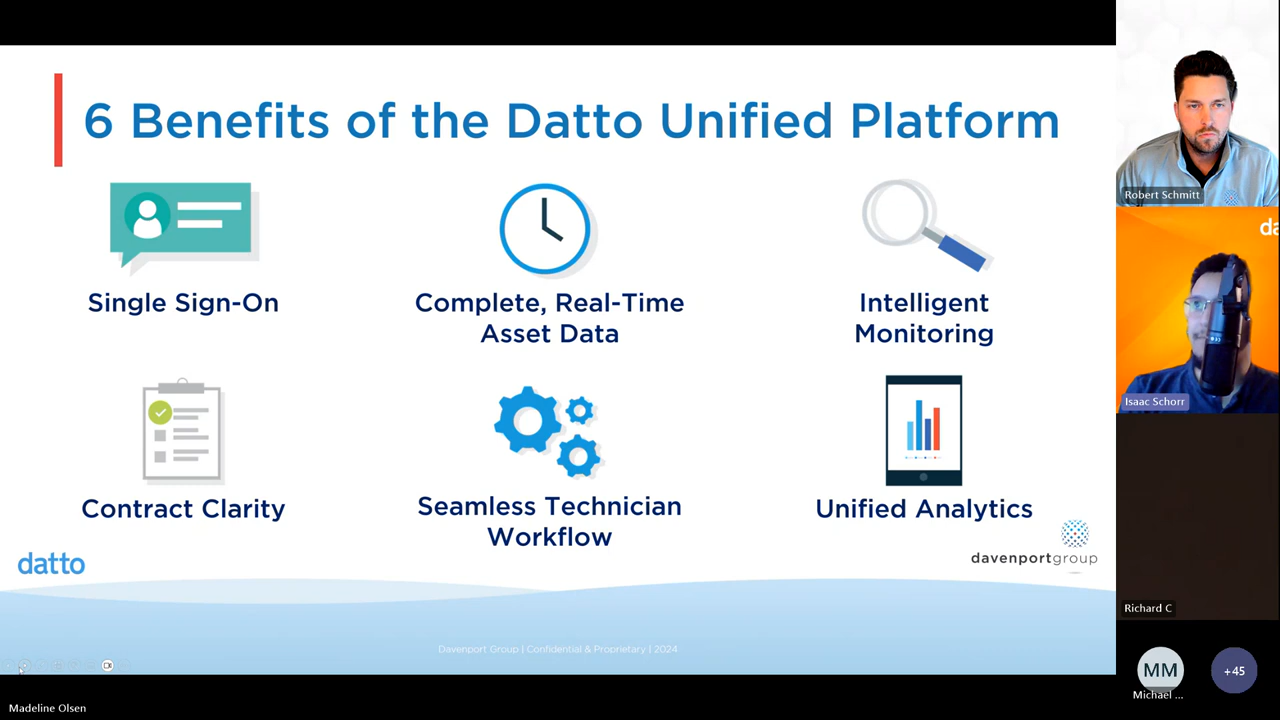 6 Benefits of the Datto Unified Platform
Single Sign-On
Complete, Real-Time
Asset Data
Intelligent
Monitoring
Contract Clarity
Seamless Technician
Workflow
Unified Analytics
datto
davenportgroup
Davenport Group | Confidential & Proprietary | 2024
Madeline Olsen
Robert Schmitt
da
Isaac Schorr
Richard C
MM
+45
Michael ...